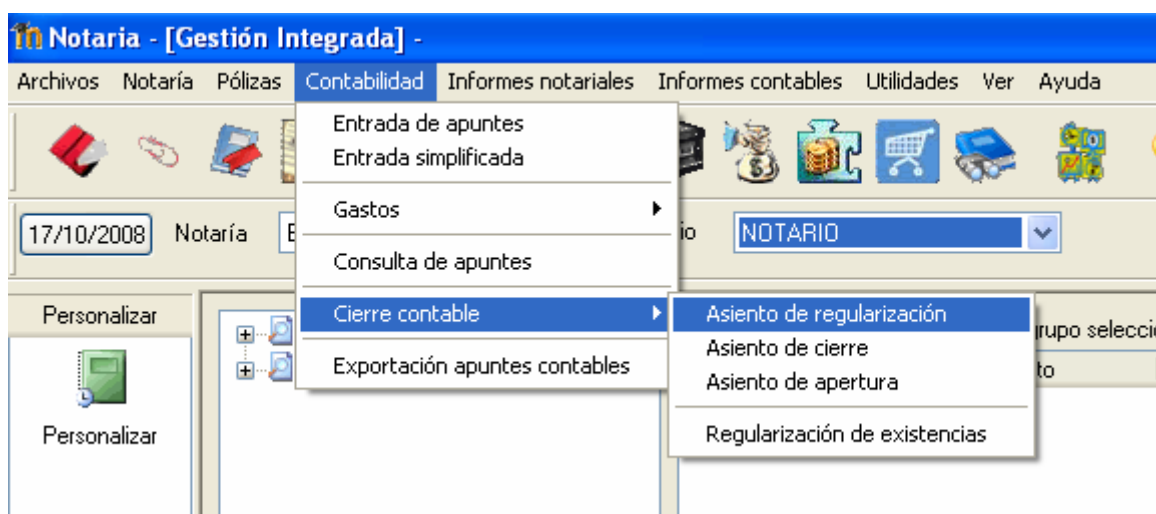 Notaria - [Gestión Integrada] -
Archivos Notaría Pólizas Contabilidad Informes notariales Informes contables Utilidades Ver Ayuda
Entrada de apuntes
Entrada simplificada
Gastos
17/10/2008 Notaría NOTARIO
Consulta de apuntes
Personalizar
Cierre contable
Asiento de regularización
Asiento de cierre
Exportación apuntes contables
Asiento de apertura
Personalizar
Regularización de existencias